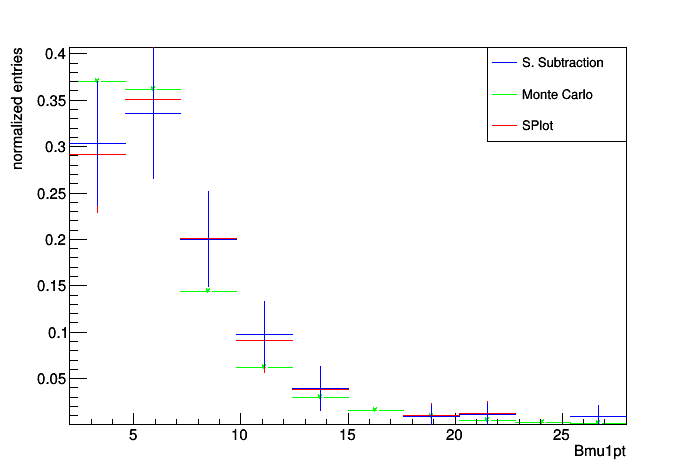 normalized entries
0.4
0.35
0.3
0.25
0.2
0.15
0.1
0.05
S. Subtraction
Monte Carlo
SPlot
5 10 15 20 25
Bmu1pt